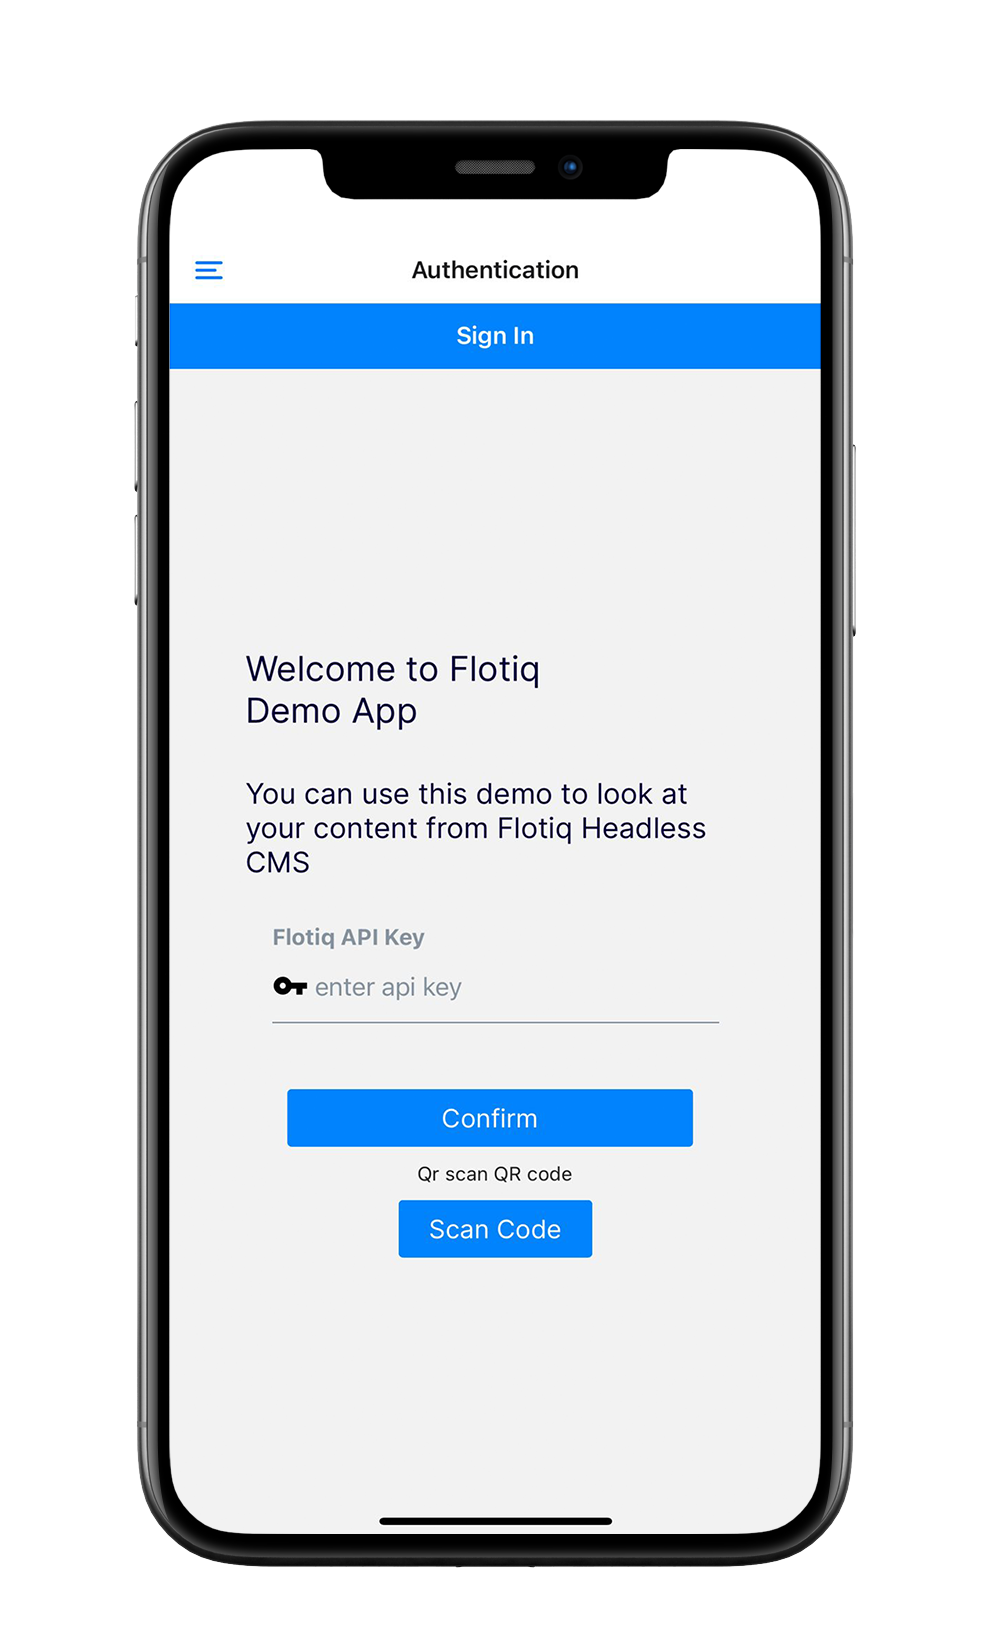 Authentication
Sign In
Welcome to Flotiq
Demo App
You can use this demo to look at
your content from Flotiq Headless
CMS
Flotiq API Key
enter api key
Confirm
Qr scan QR code
Scan Code